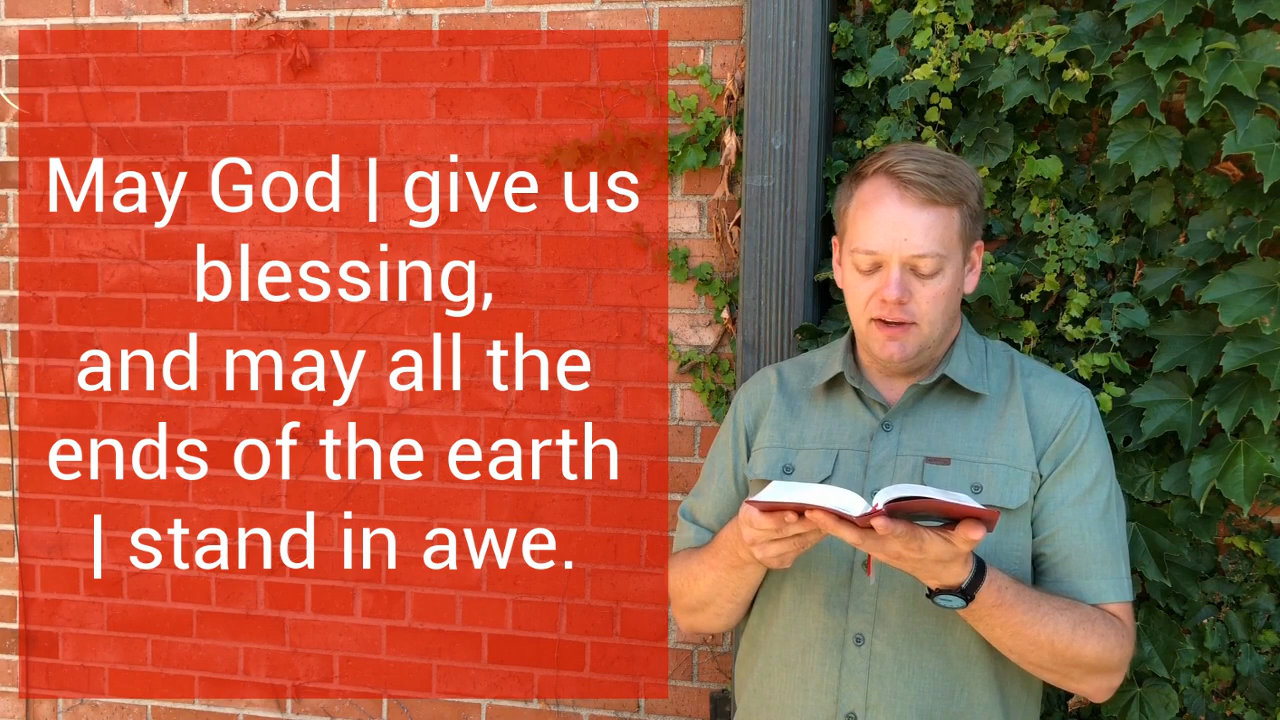 May God | give us
blessing,
and may all the
ends of the earth
| stand in awe.